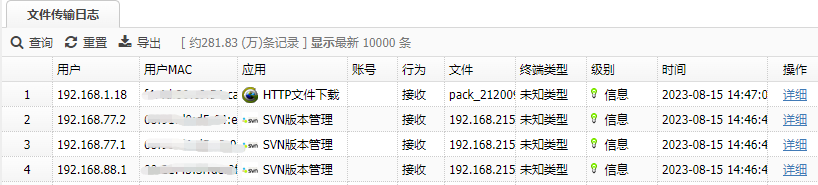 文件传输日志
查询 重置 导出 [ 约281.83 (万)条记录 ] 显示最新 10000 条
用户 用户MAC 应用 账号 行为 文件 终端类型 级别 时间 操作
1 192.168.1.18 HTTP文件下载 接收 pack_21200 未知类型 信息 2023-08-15 14:47:0 详细
2 192.168.77.2 SVN版本管理 接收 192.168.215 未知类型 信息 2023-08-15 14:46:4 详细
3 192.168.77.1 SVN版本管理 接收 192.168.215 未知类型 信息 2023-08-15 14:46:4 详细
4 192.168.88.1 SVN版本管理 接收 192.168.215 未知类型 信息 2023-08-15 14:46:4 详细